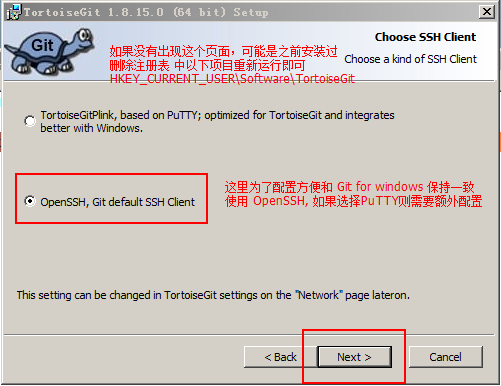 TortoiseGit 1.8.15.0 (64 bit) Setup
Git
如果没有出现这个页面，可能是之前安装过
删除注册表 中以下项目重新运行即可
HKEY_CURRENT_USER\Software\TortoiseGit
Choose SSH Client
Choose a kind of SSH Client
TortoiseGitPlink, based on PuTTY; optimized for TortoiseGit and integrates
better with Windows.
OpenSSH, Git default SSH Client
这里为了配置方便和 Git for windows 保持一致
使用 OpenSSH, 如果选择PuTTY则需要额外配置
This setting can be changed in TortoiseGit settings on the "Network" page lateron.
< Back
Next >
Cancel